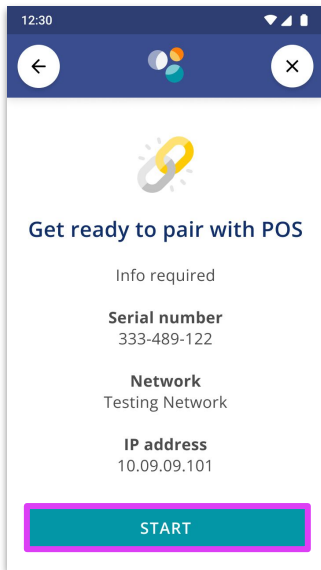 12:30
Get ready to pair with POS
Info required
Serial number
333-489-122
Network
Testing Network
IP address
10.09.09.101
START